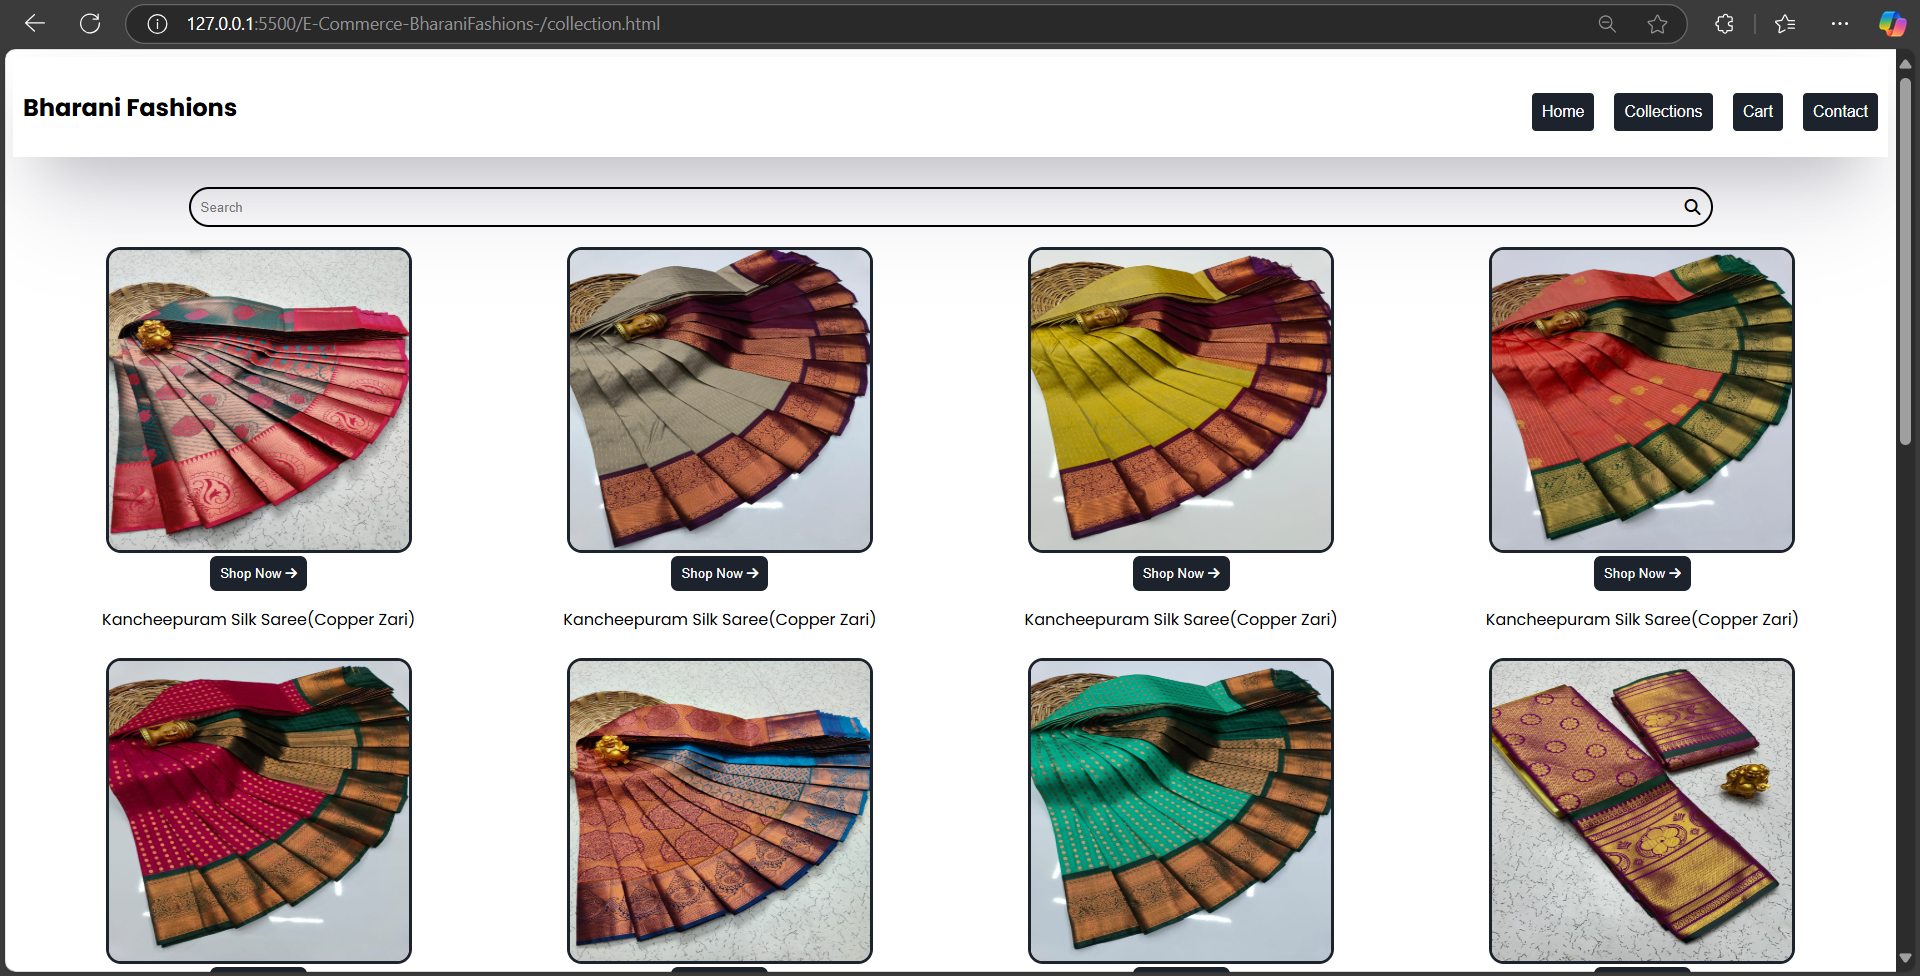 127.0.0.1:5500/E-Commerce-BharaniFashions-/collection.html
Bharani Fashions
Home Collections Cart Contact
Search
Shop Now Shop Now Shop Now Shop Now
Kancheepuram Silk Saree(Copper Zari) Kancheepuram Silk Saree(Copper Zari) Kancheepuram Silk Saree(Copper Zari) Kancheepuram Silk Saree(Copper Zari)